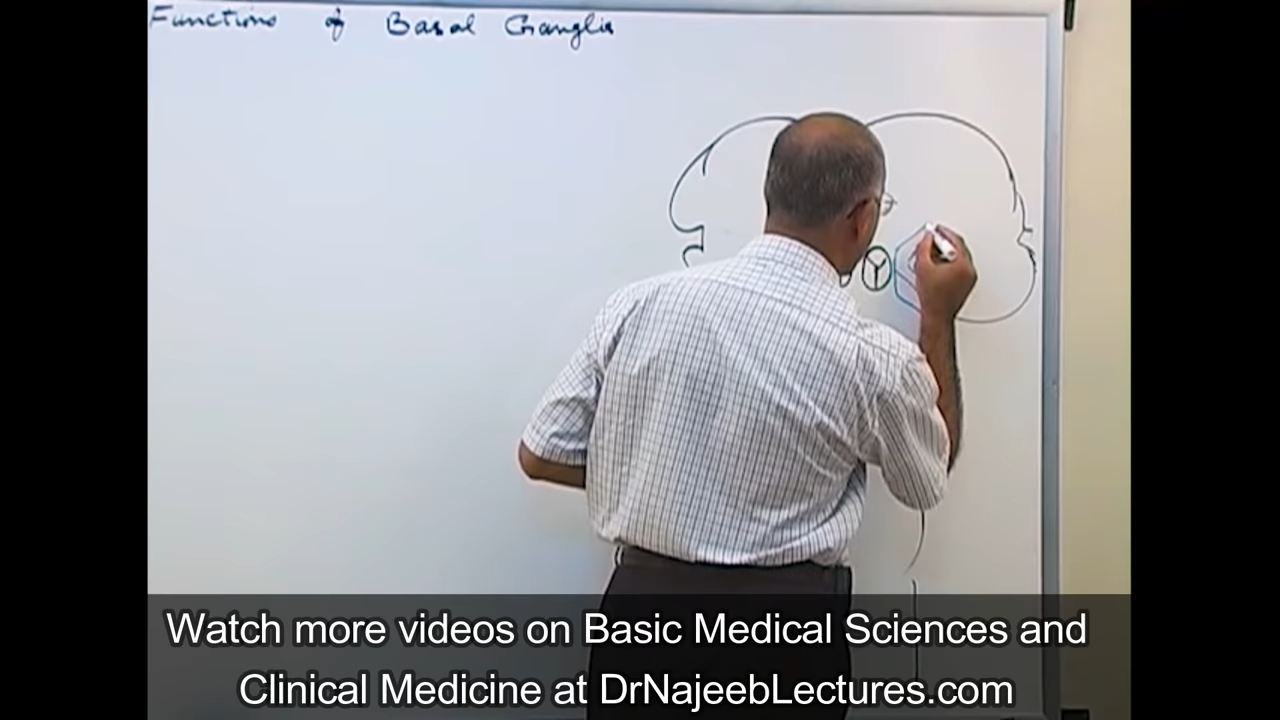 Functions of Basal Ganglia
Watch more videos on Basic Medical Sciences and
Clinical Medicine at DrNajeebLectures.com